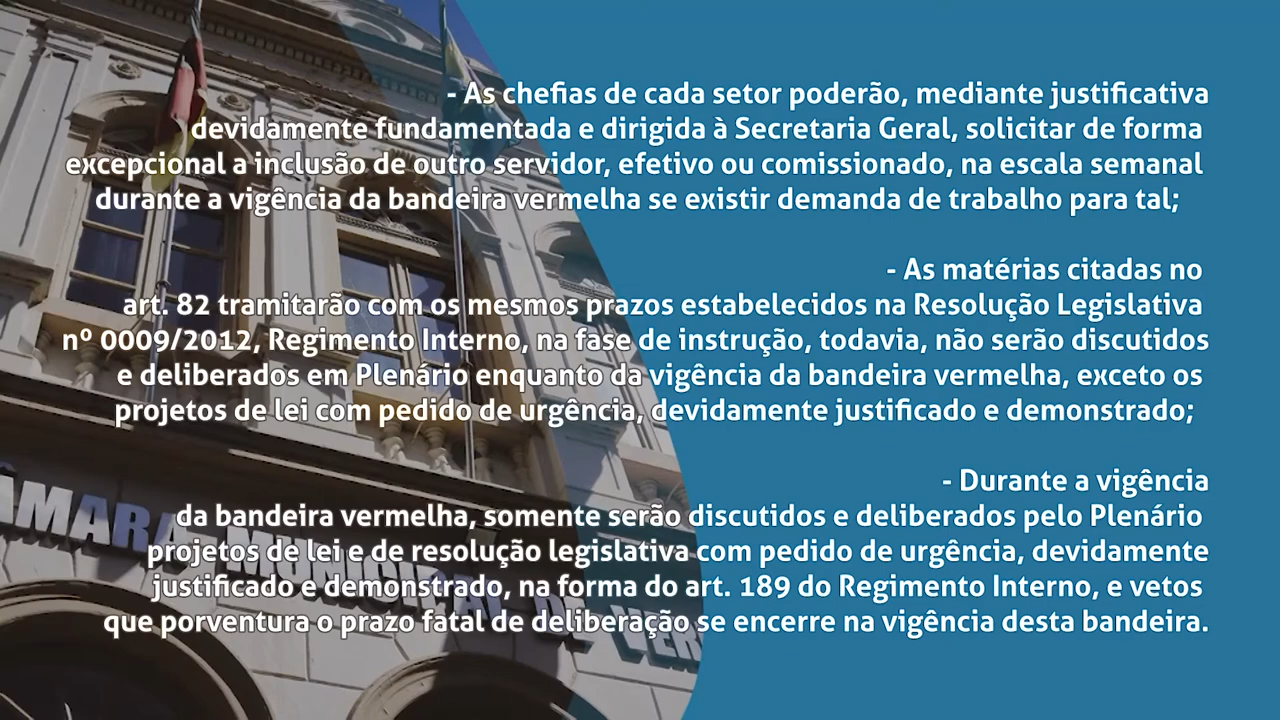 - As chefias de cada setor poderão, mediante justificativa
devidamente fundamentada e dirigida à Secretaria Geral, solicitar de forma
excepcional a inclusão de outro servidor, efetivo ou comissionado, na escala semanal
durante a vigência da bandeira vermelha se existir demanda de trabalho para tal;
- As matérias citadas no
art. 82 tramitarão com os mesmos prazos estabelecidos na Resolução Legislativa
nº 0009/2012, Regimento Interno, na fase de instrução, todavia, não serão discutidos
e deliberados em Plenário enquanto da vigência da bandeira vermelha, exceto os
projetos de lei com pedido de urgência, devidamente justificado e demonstrado;
- Durante a vigência
da bandeira vermelha, somente serão discutidos e deliberados pelo Plenário
projetos de lei e de resolução legislativa com pedido de urgência, devidamente
justificado e demonstrado, na forma do art. 189 do Regimento Interno, e vetos
que porventura o prazo fatal de deliberação se encerre na vigência desta bandeira.